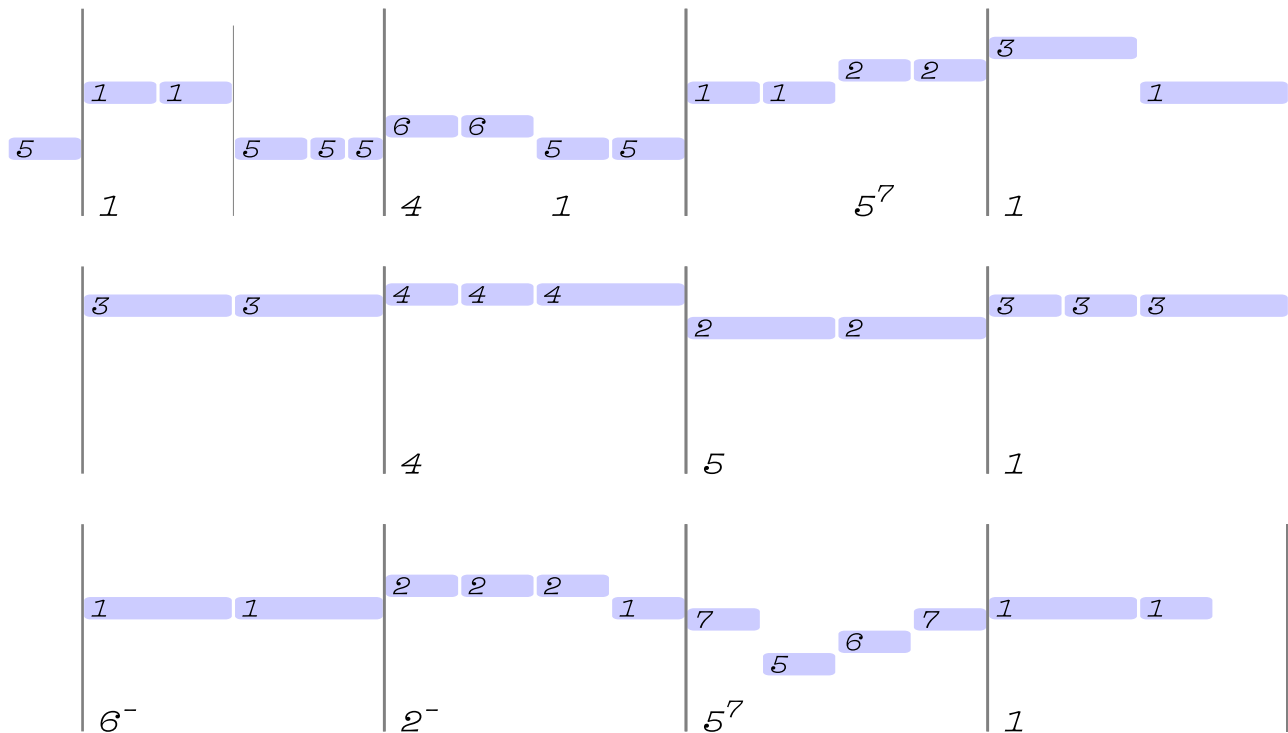 5 1 1 5 5 5 6 6 5 5 1 1 2 2 3 1
1 4 1 5⁷ 1
3 3 4 4 4 2 2 3 3 3
4 5 1
1 1 2 2 2 1 7 5 6 7 1 1
6⁻ 2⁻ 5⁷ 1